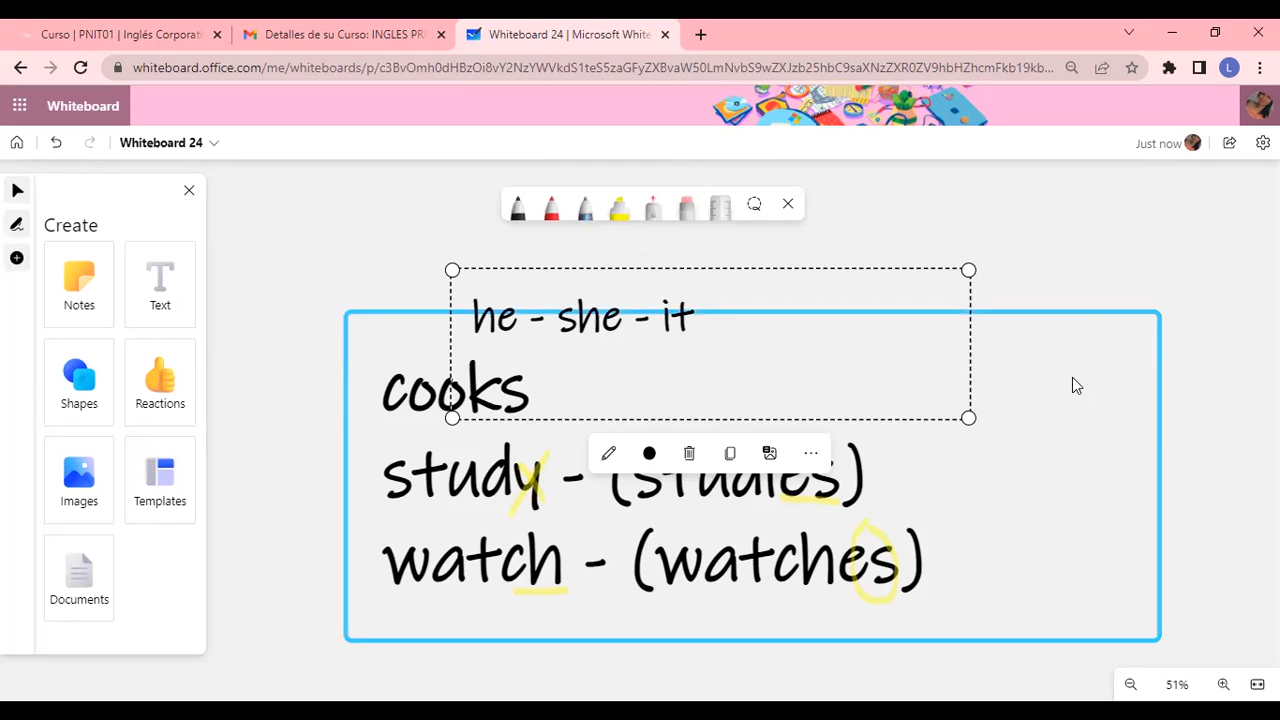 Curso | PNIT01 | Inglés Corporat
Detalles de su Curso: INGLES PR
Whiteboard 24 | Microsoft White
whiteboard.office.com/me/whiteboards/p/
L
Whiteboard
Whiteboard 24
Just now
Create
Notes
Text
Shapes
Reactions
Images
Templates
Documents
he - she - it
cooks
study - (studies)
watch - (watches)
51%